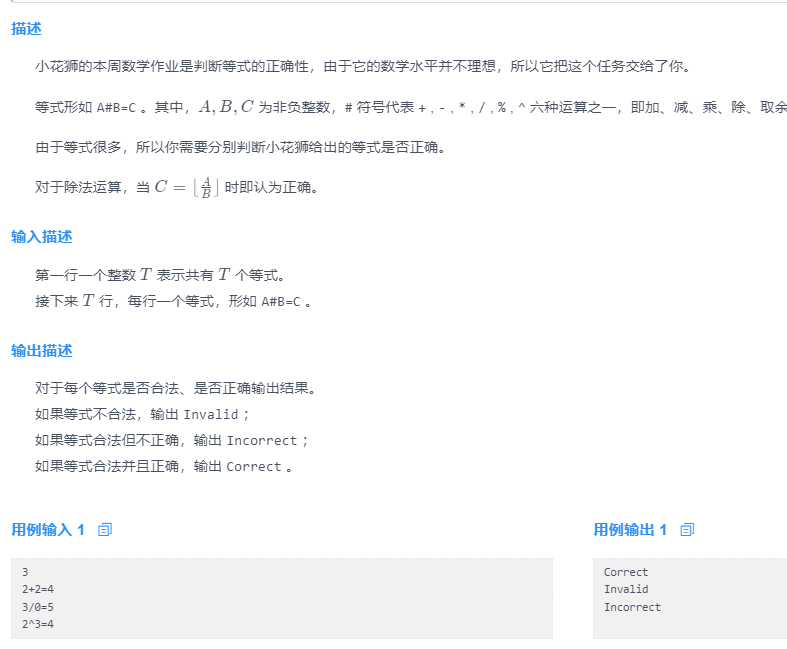 描述
小花狮的本周数学作业是判断等式的正确性，由于它的数学水平并不理想，所以它把这个任务交给了你。
等式形如 A#B=C 。其中，A, B, C 为非负整数，# 符号代表 + , - , * , / , % , ^ 六种运算之一，即加、减、乘、除、取余
由于等式很多，所以你需要分别判断小花狮给出的等式是否正确。
对于除法运算，当 C = ⌊A/B⌋ 时即认为正确。
输入描述
第一行一个整数 T 表示共有 T 个等式。
接下来 T 行，每行一个等式，形如 A#B=C 。
输出描述
对于每个等式是否合法、是否正确输出结果。
如果等式不合法，输出 Invalid ；
如果等式合法但不正确，输出 Incorrect ；
如果等式合法并且正确，输出 Correct 。
用例输入 1
3
2+2=4
3/0=5
2^3=4
用例输出 1
Correct
Invalid
Incorrect